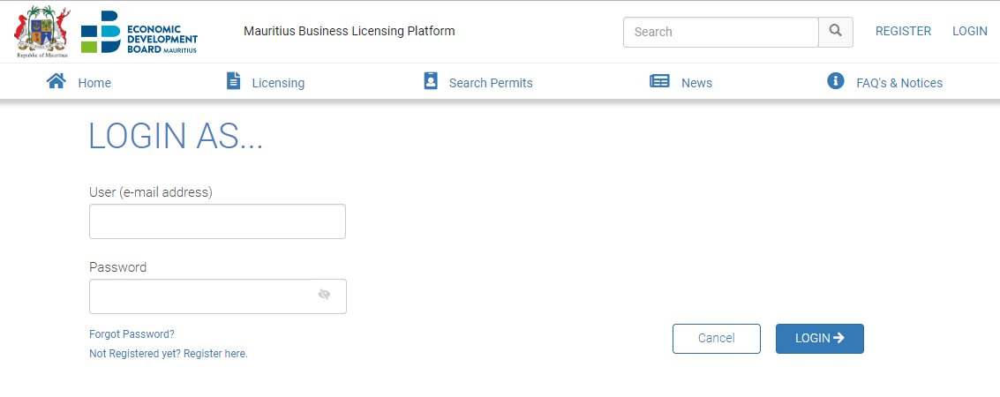 Republic of Mauritius
ECONOMIC
DEVELOPMENT
BOARD MAURITIUS
Mauritius Business Licensing Platform
Search
REGISTER
LOGIN
Home
Licensing
Search Permits
News
FAQ's & Notices
LOGIN AS...
User (e-mail address)
Password
Forgot Password?
Not Registered yet? Register here.
Cancel
LOGIN